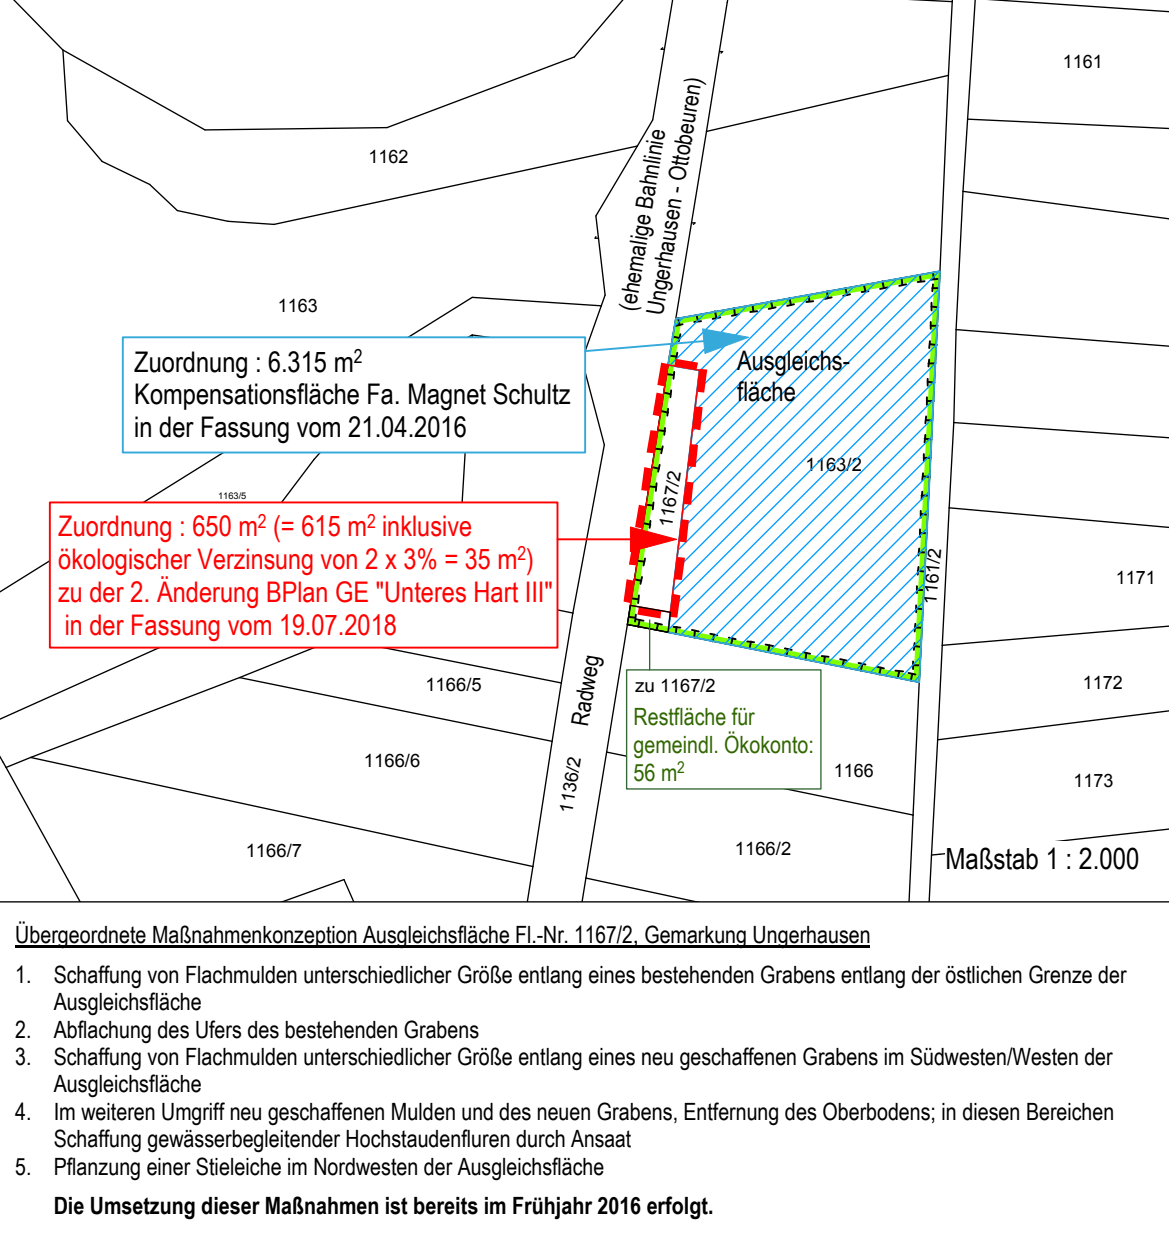 1161
1162
(ehemalige Bahnlinie
Ungerhausen - Ottobeuren)
1163
Zuordnung : 6.315 m²
Kompensationsfläche Fa. Magnet Schultz
in der Fassung vom 21.04.2016
Ausgleichs-
fläche
1163/2
1167/2
1163/5
Zuordnung : 650 m² (= 615 m² inklusive
ökologischer Verzinsung von 2 x 3% = 35 m²)
zu der 2. Änderung BPlan GE "Unteres Hart III"
in der Fassung vom 19.07.2018
1161/2
1171
1166/5
Radweg
zu 1167/2
Restfläche für
gemeindl. Ökokonto:
56 m²
1172
1166/6
1136/2
1166
1173
1166/7
1166/2
Maßstab 1 : 2.000
Übergeordnete Maßnahmenkonzeption Ausgleichsfläche Fl.-Nr. 1167/2, Gemarkung Ungerhausen
1. Schaffung von Flachmulden unterschiedlicher Größe entlang eines bestehenden Grabens entlang der östlichen Grenze der
Ausgleichsfläche
2. Abflachung des Ufers des bestehenden Grabens
3. Schaffung von Flachmulden unterschiedlicher Größe entlang eines neu geschaffenen Grabens im Südwesten/Westen der
Ausgleichsfläche
4. Im weiteren Umgriff neu geschaffenen Mulden und des neuen Grabens, Entfernung des Oberbodens; in diesen Bereichen
Schaffung gewässerbegleitender Hochstaudenfluren durch Ansaat
5. Pflanzung einer Stieleiche im Nordwesten der Ausgleichsfläche
Die Umsetzung dieser Maßnahmen ist bereits im Frühjahr 2016 erfolgt.